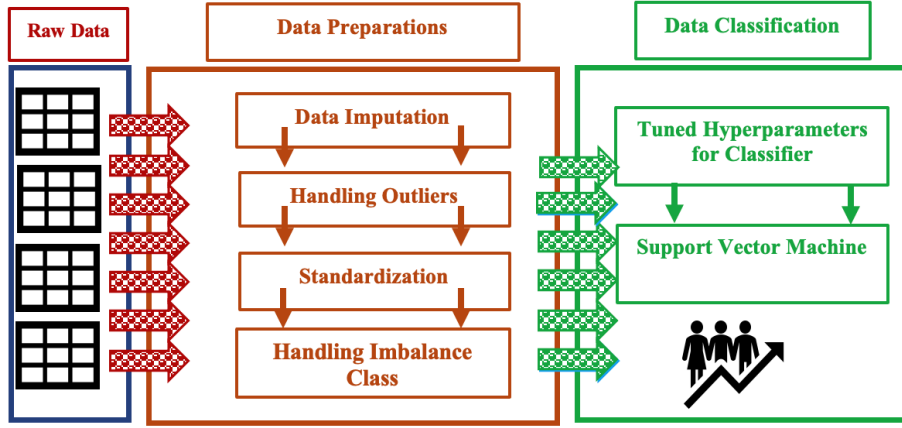 Raw Data
Data Preparations
Data Classification
Data Imputation
Handling Outliers
Standardization
Handling Imbalance
Class
Tuned Hyperparameters
for Classifier
Support Vector Machine